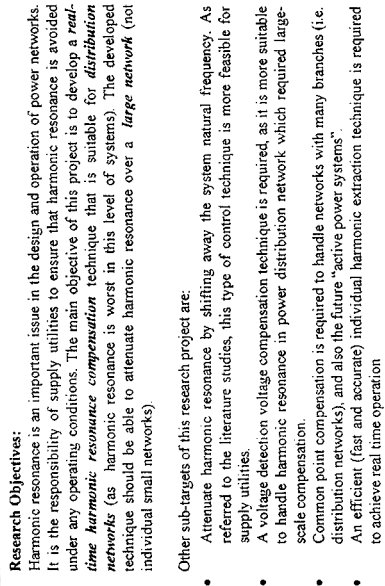 Research Objectives:
Harmonic resonance is an important issue in the design and operation of power networks.
It is the responsibility of supply utilities to ensure that harmonic resonance is avoided
under any operating conditions. The main objective of this project is to develop a real-
time harmonic resonance compensation technique that is suitable for distribution
networks (as harmonic resonance is worst in this level of systems). The developed
technique should be able to attenuate harmonic resonance over a large network (not
individual small networks).
Other sub-targets of this research project are:
• Attenuate harmonic resonance by shifting away the system natural frequency. As
referred to the literature studies, this type of control technique is more feasible for
supply utilities.
• A voltage detection voltage compensation technique is required, as it is more suitable
to handle harmonic resonance in power distribution network which required large-
scale compensation.
• Common point compensation is required to handle networks with many branches (i.e.
distribution networks), and also the future "active power systems".
• An efficient (fast and accurate) individual harmonic extraction technique is required
to achieve real time operation